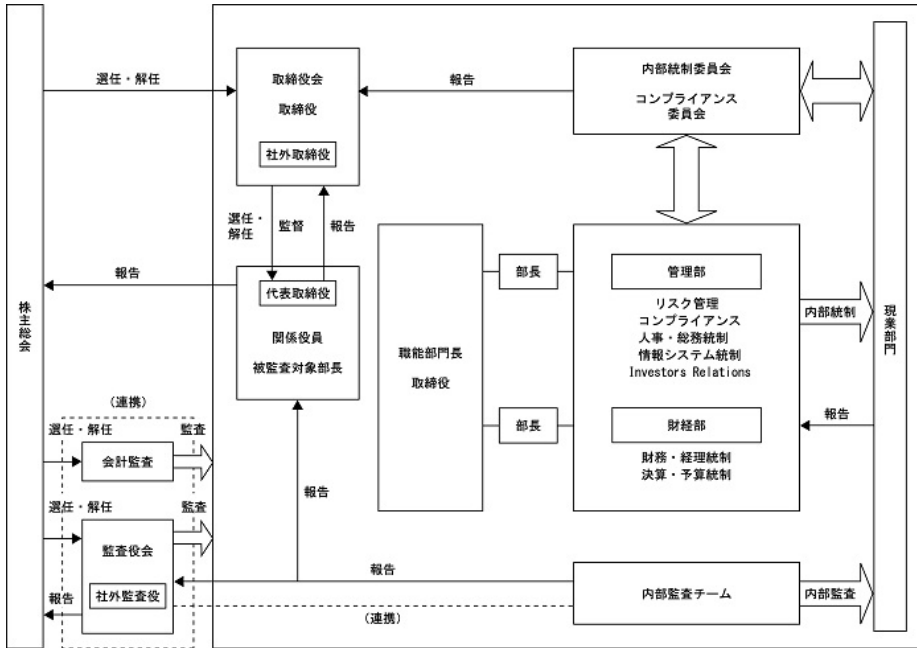 選任・解任
取締役会
取締役
社外取締役
報告
内部統制委員会
コンプライアンス
委員会
選任・
解任
監督
報告
報告
代表取締役
関係役員
被監査対象部長
株主総会
職能部門長
取締役
部長
管理部
リスク管理
コンプライアンス
人事・総務統制
情報システム統制
Investors Relations
内部統制
現業部門
部長
財経部
財務・経理統制
決算・予算統制
報告
(連携)
選任・解任
監査
会計監査
選任・解任
監査
監査役会
社外監査役
報告
報告
報告
(連携)
内部監査チーム
内部監査